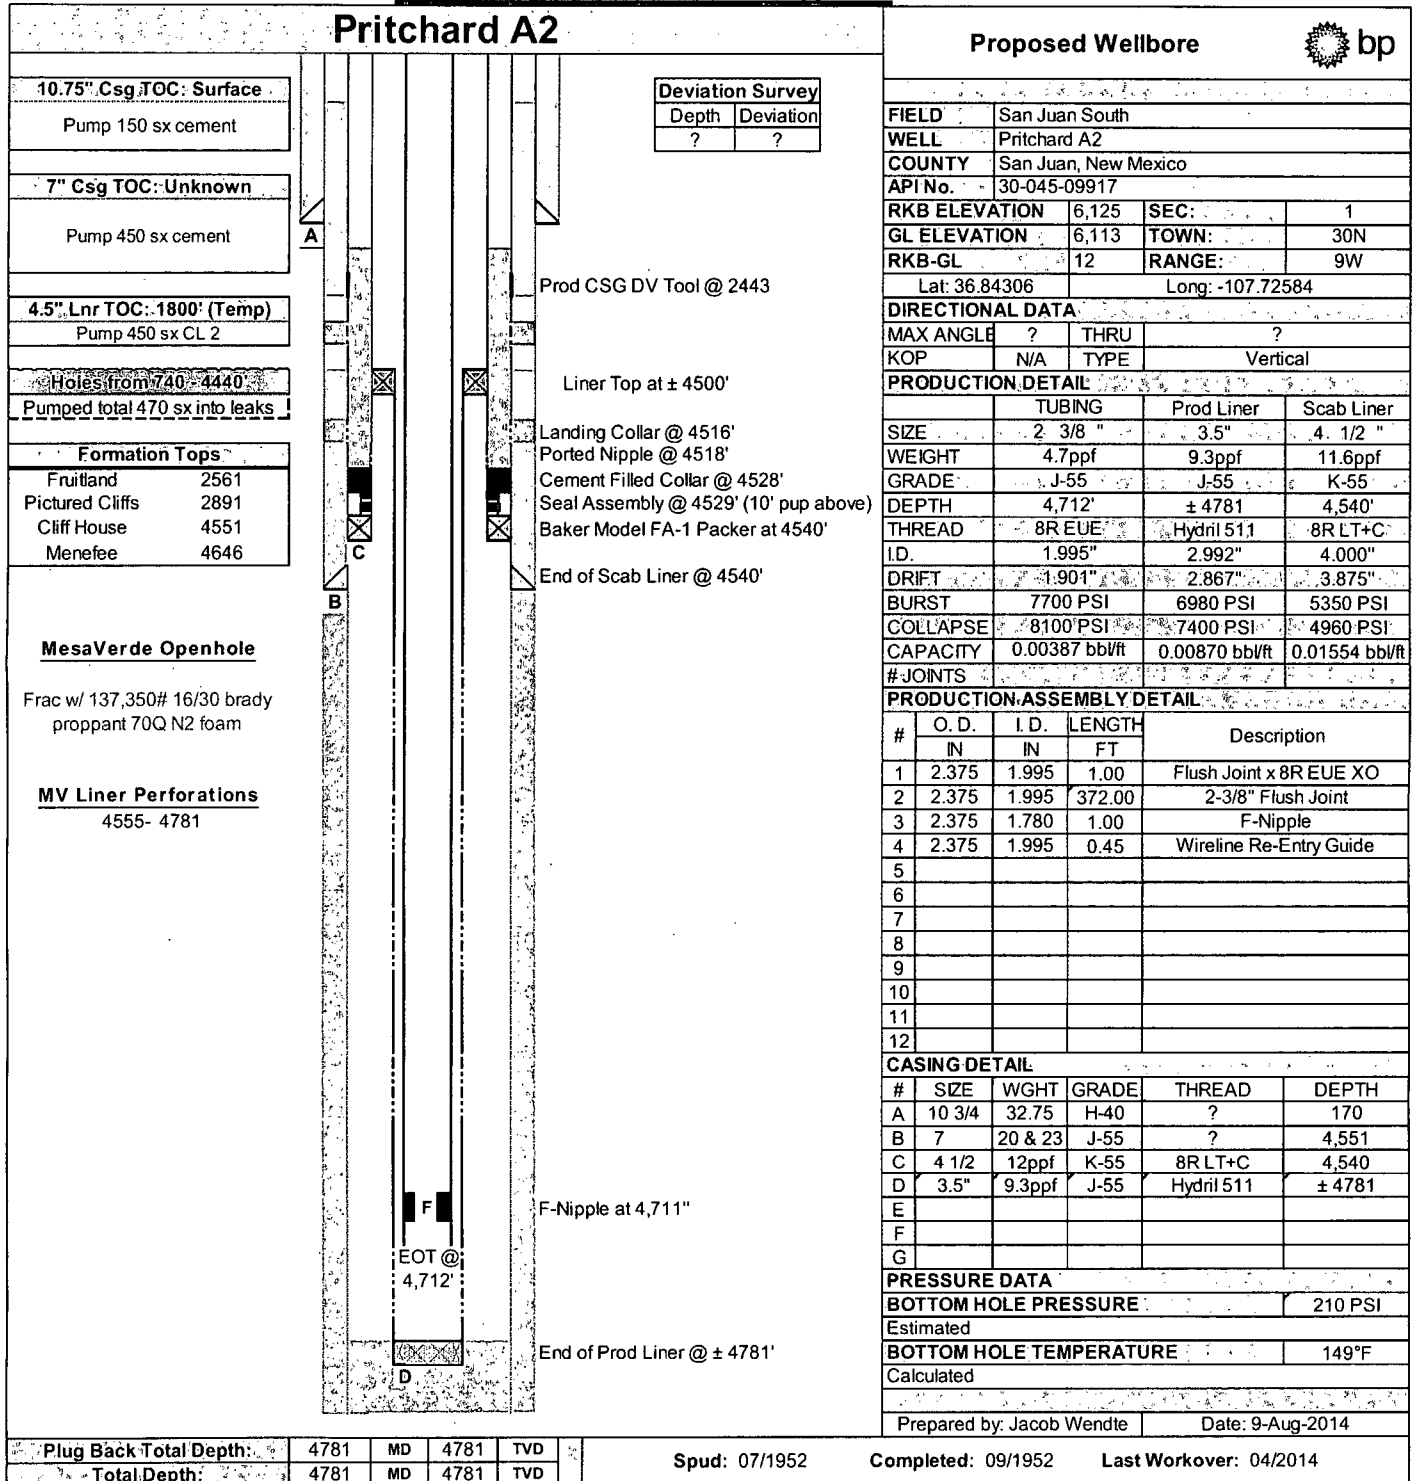 Pritchard A2
10.75" Csg TOC: Surface
Pump 150 sx cement
7" Csg TOC: Unknown
Pump 450 sx cement
4.5" Lnr TOC: 1800' (Temp)
Pump 450 sx CL 2
Holes from 740 - 4440'
Pumped total 470 sx into leaks
Formation Tops
Fruitland 2561
Pictured Cliffs 2891
Cliff House 4551
Menefee 4646
MesaVerde Openhole
Frac w/ 137,350# 16/30 brady
proppant 70Q N2 foam
MV Liner Perforations
4555- 4781
Deviation Survey
Depth Deviation
? ?
A
Prod CSG DV Tool @ 2443
Liner Top at ± 4500'
Landing Collar @ 4516'
Ported Nipple @ 4518'
Cement Filled Collar @ 4528'
Seal Assembly @ 4529' (10' pup above)
Baker Model FA-1 Packer at 4540'
C
End of Scab Liner @ 4540'
B
F
F-Nipple at 4,711"
EOT @
4,712'
End of Prod Liner @ ± 4781'
D
Proposed Wellbore
bp
FIELD San Juan South
WELL Pritchard A2
COUNTY San Juan, New Mexico
API No. 30-045-09917
RKB ELEVATION 6,125 SEC: 1
GL ELEVATION 6,113 TOWN: 30N
RKB-GL 12 RANGE: 9W
Lat: 36.84306 Long: -107.72584
DIRECTIONAL DATA
MAX ANGLE ? THRU ?
KOP N/A TYPE Vertical
PRODUCTION DETAIL
TUBING Prod Liner Scab Liner
SIZE 2 3/8 " 3.5" 4. 1/2 "
WEIGHT 4.7ppf 9.3ppf 11.6ppf
GRADE J-55 J-55 K-55
DEPTH 4,712' ± 4781 4,540'
THREAD 8R EUE Hydril 511 8R LT+C
I.D. 1.995" 2.992" 4.000"
DRIFT 1.901" 2.867" 3.875"
BURST 7700 PSI 6980 PSI 5350 PSI
COLLAPSE 8100 PSI 7400 PSI 4960 PSI
CAPACITY 0.00387 bbl/ft 0.00870 bbl/ft 0.01554 bbl/ft
# JOINTS
PRODUCTION ASSEMBLY DETAIL
# O. D. I. D. LENGTH Description
IN IN FT
1 2.375 1.995 1.00 Flush Joint x 8R EUE XO
2 2.375 1.995 372.00 2-3/8" Flush Joint
3 2.375 1.780 1.00 F-Nipple
4 2.375 1.995 0.45 Wireline Re-Entry Guide
5
6
7
8
9
10
11
12
CASING DETAIL
# SIZE WGHT GRADE THREAD DEPTH
A 10 3/4 32.75 H-40 ? 170
B 7 20 & 23 J-55 ? 4,551
C 4 1/2 12ppf K-55 8R LT+C 4,540
D 3.5" 9.3ppf J-55 Hydril 511 ± 4781
E
F
G
PRESSURE DATA
BOTTOM HOLE PRESSURE 210 PSI
Estimated
BOTTOM HOLE TEMPERATURE 149°F
Calculated
Prepared by: Jacob Wendte Date: 9-Aug-2014
Plug Back Total Depth: 4781 MD 4781 TVD
Total Depth: 4781 MD 4781 TVD
Spud: 07/1952 Completed: 09/1952 Last Workover: 04/2014